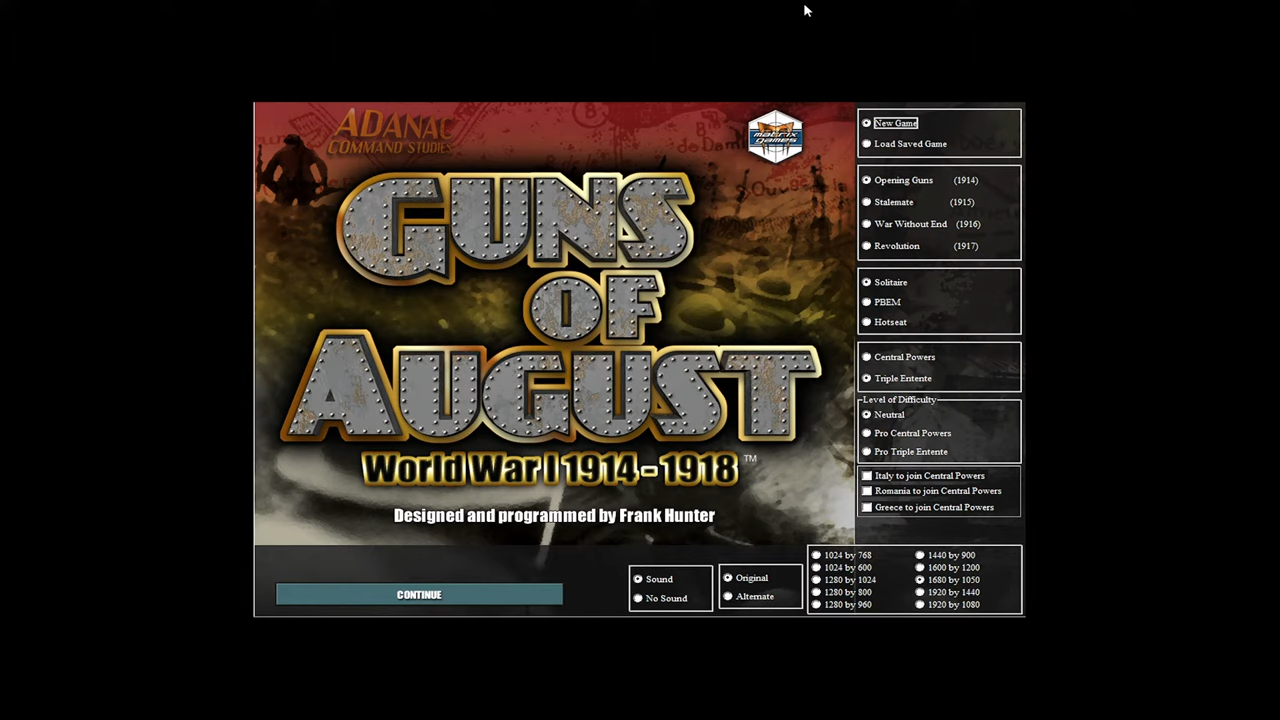 ADANAC
COMMAND STUDIES
matrix
games
GUNS
OF
AUGUST
World War I 1914 - 1918 ™
Designed and programmed by Frank Hunter
CONTINUE
New Game
Load Saved Game
Opening Guns (1914)
Stalemate (1915)
War Without End (1916)
Revolution (1917)
Solitaire
PBEM
Hotseat
Central Powers
Triple Entente
Level of Difficulty
Neutral
Pro Central Powers
Pro Triple Entente
Italy to join Central Powers
Romania to join Central Powers
Greece to join Central Powers
Sound
No Sound
Original
Alternate
1024 by 768
1024 by 600
1280 by 1024
1280 by 800
1280 by 960
1440 by 900
1600 by 1200
1680 by 1050
1920 by 1440
1920 by 1080